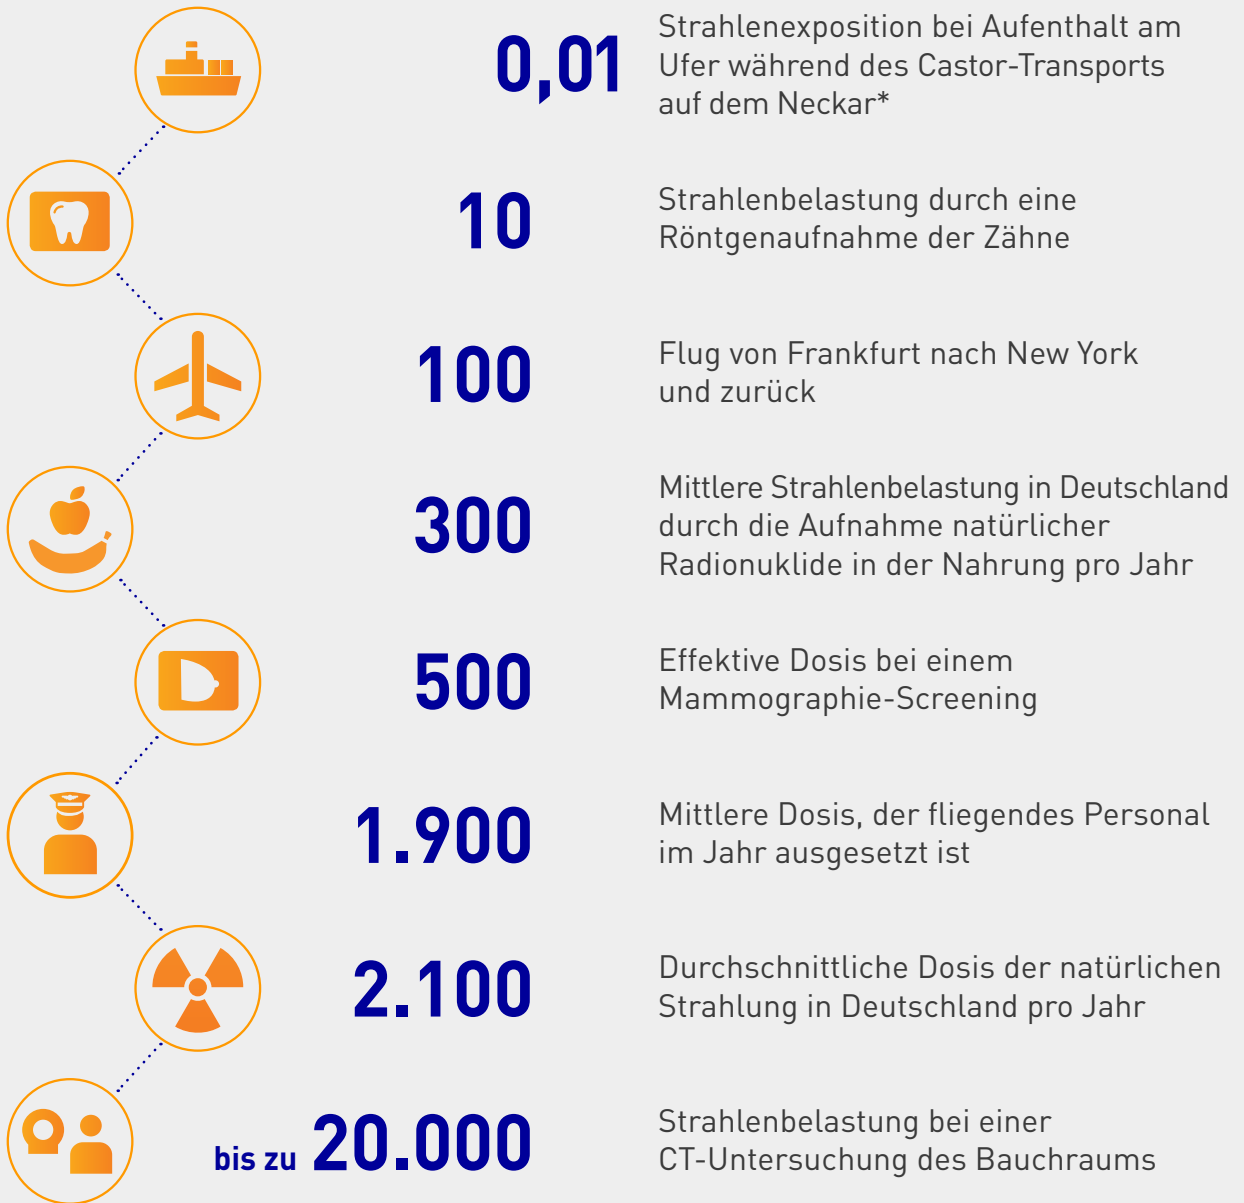 0,01
Strahlenexposition bei Aufenthalt am
Ufer während des Castor-Transports
auf dem Neckar*
10
Strahlenbelastung durch eine
Röntgenaufnahme der Zähne
100
Flug von Frankfurt nach New York
und zurück
300
Mittlere Strahlenbelastung in Deutschland
durch die Aufnahme natürlicher
Radionuklide in der Nahrung pro Jahr
500
Effektive Dosis bei einem
Mammographie-Screening
1.900
Mittlere Dosis, der fliegendes Personal
im Jahr ausgesetzt ist
2.100
Durchschnittliche Dosis der natürlichen
Strahlung in Deutschland pro Jahr
bis zu 20.000
Strahlenbelastung bei einer
CT-Untersuchung des Bauchraums